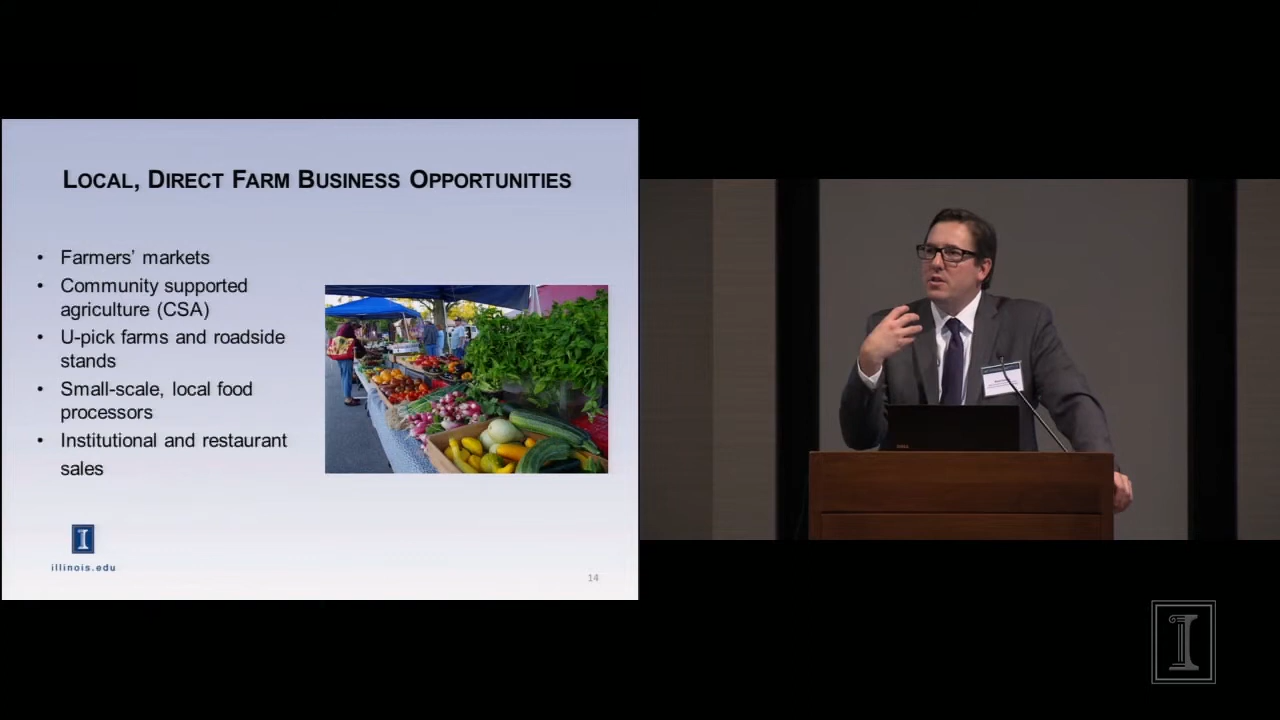 LOCAL, DIRECT FARM BUSINESS OPPORTUNITIES
• Farmers’ markets
• Community supported
agriculture (CSA)
• U-pick farms and roadside
stands
• Small-scale, local food
processors
• Institutional and restaurant
sales
I
illinois.edu
14
DELL
I